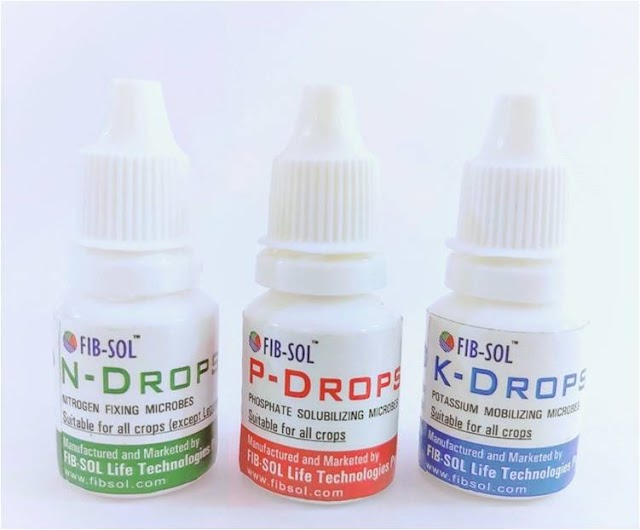 FIB-SOL™
N-DROPS
NITROGEN FIXING MICROBES
Suitable for all crops (except
Manufactured and Marketed by
FIB-SOL Life Technologies
www.fibsol.com
FIB-SOL™
P-DROPS
PHOSPHATE SOLUBILIZING MICROBES
Suitable for all crops
Manufactured and Marketed by
FIB-SOL Life Technologies
www.fibsol.com
FIB-SOL™
K-DROPS
POTASSIUM MOBILIZING MICROBES
Suitable for all crops
Manufactured and Marketed by
FIB-SOL Life Technologies
www.fibsol.com